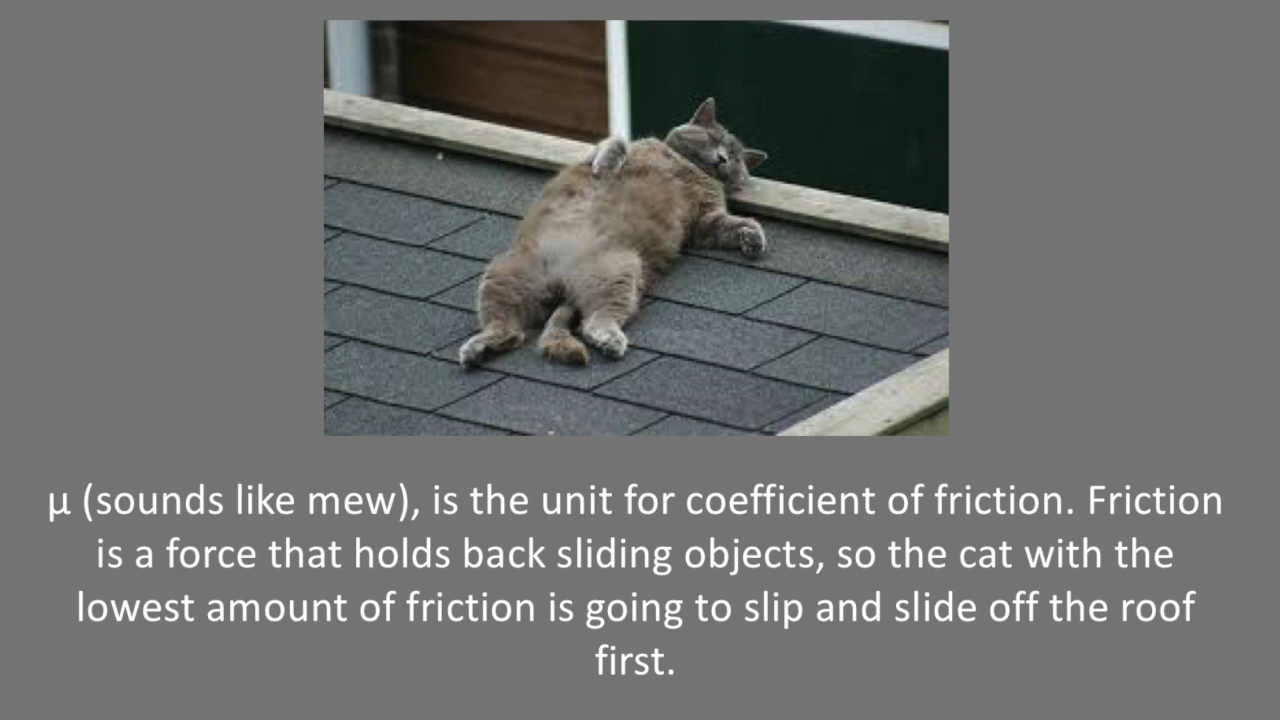 μ (sounds like mew), is the unit for coefficient of friction. Friction
is a force that holds back sliding objects, so the cat with the
lowest amount of friction is going to slip and slide off the roof
first.